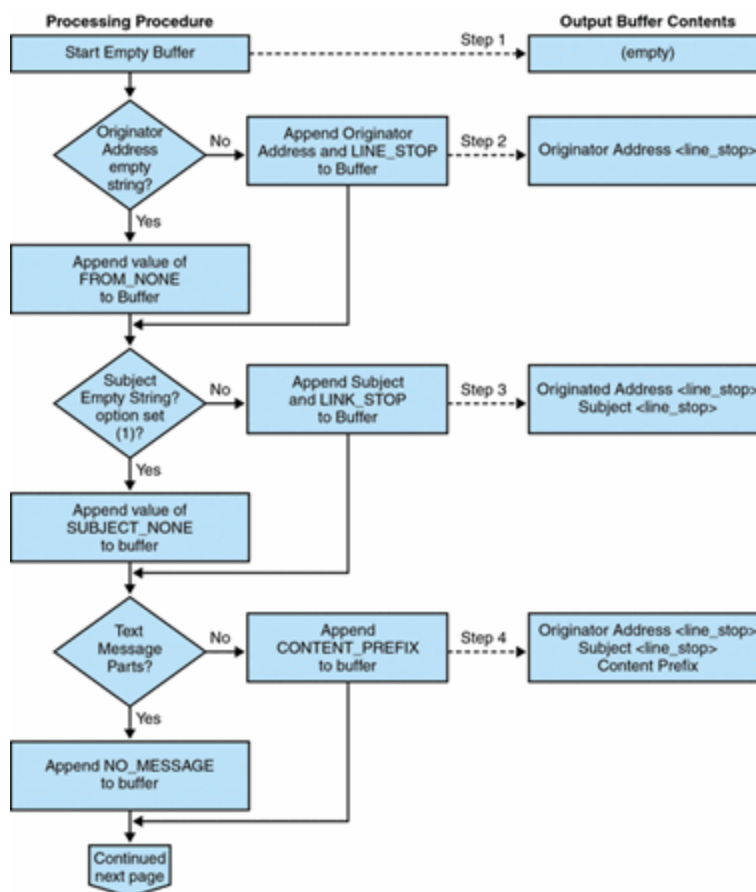 Processing Procedure
Output Buffer Contents
Start Empty Buffer
Step 1
(empty)
Originator
Address
empty
string?
No
Append Originator
Address and LINE_STOP
to Buffer
Step 2
Originator Address <line_stop>
Yes
Append value of
FROM_NONE
to Buffer
Subject
Empty String?
option set
(1)?
No
Append Subject
and LINK_STOP
to Buffer
Step 3
Originated Address <line_stop>
Subject <line_stop>
Yes
Append value of
SUBJECT_NONE
to buffer
Text
Message
Parts?
No
Append
CONTENT_PREFIX
to buffer
Step 4
Originator Address <line_stop>
Subject <line_stop>
Content Prefix
Yes
Append NO_MESSAGE
to buffer
Continued
next page